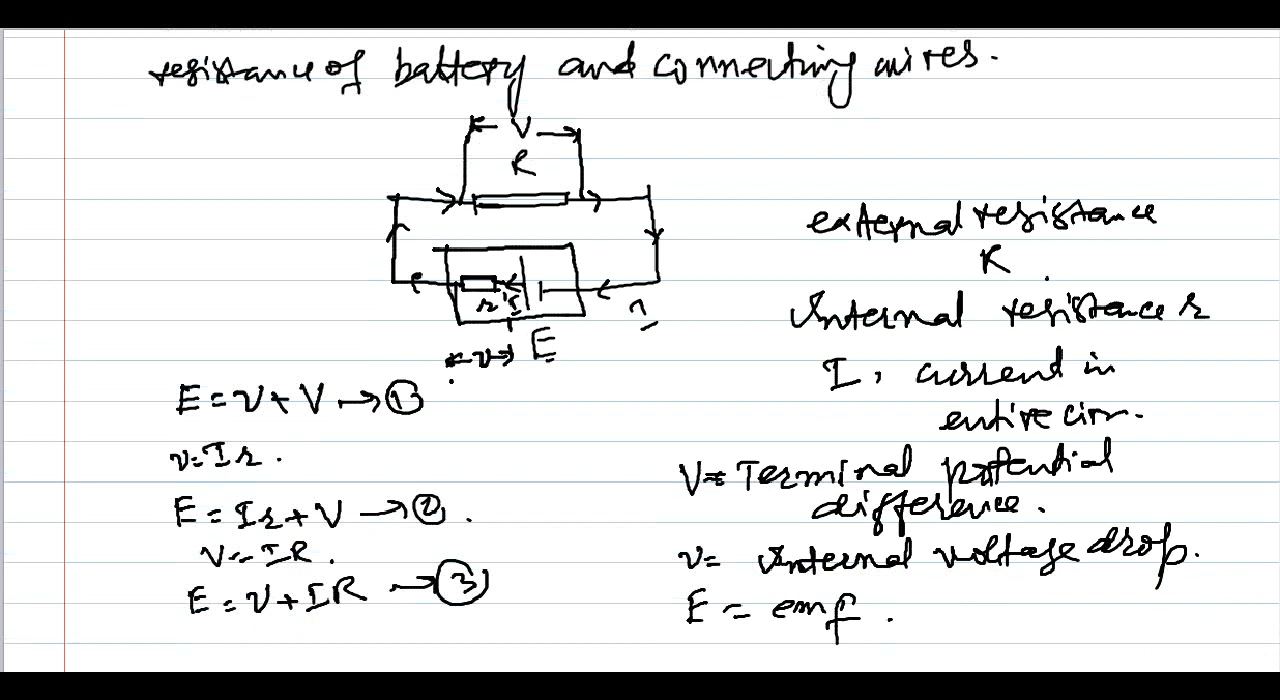 resistance of battery and connecting wires.
V
R
r I
I
v
E
E = v + V → ①
v = Ir.
E = Ir + V → ②.
V = IR.
E = v + IR → ③
external resistance
R
Internal resistance r
I, current in
entire cirr.
V = Terminal potential
difference.
v = Internal voltage drop.
E = emf.